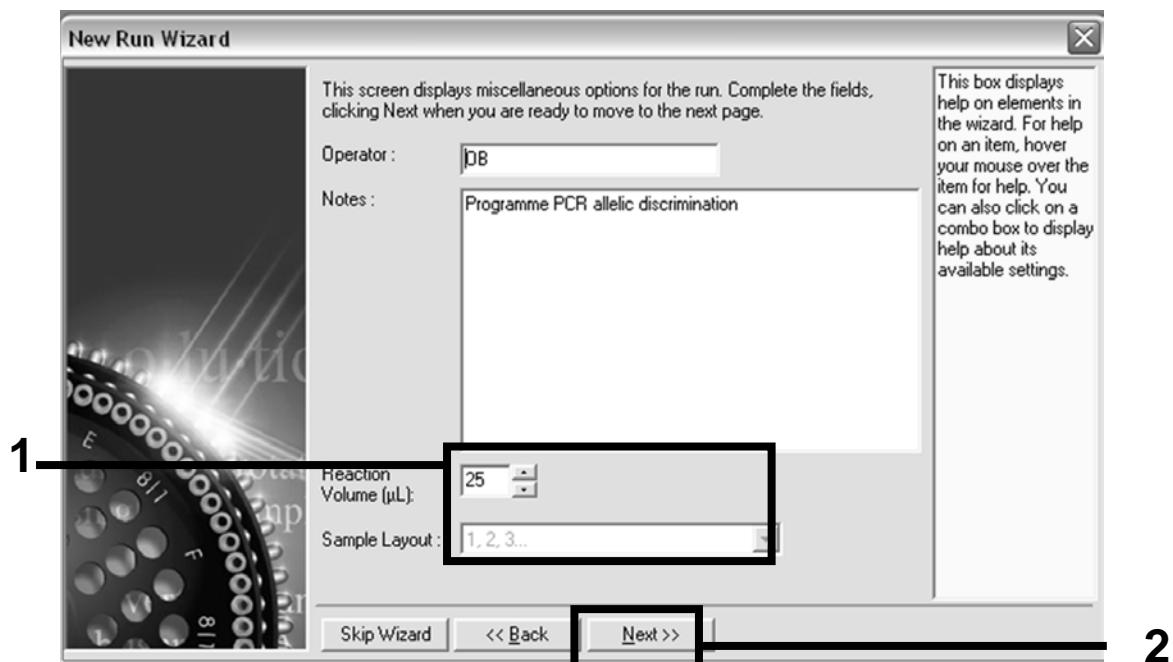 New Run Wizard
This screen displays miscellaneous options for the run. Complete the fields,
clicking Next when you are ready to move to the next page.
Operator :
DB
Notes :
Programme PCR allelic discrimination
Reaction
Volume (µL):
25
Sample Layout :
1, 2, 3...
Skip Wizard
<< Back
Next >>
This box displays
help on elements in
the wizard. For help
on an item, hover
your mouse over the
item for help. You
can also click on a
combo box to display
help about its
available settings.
E
8/7
F
8/7
1
2